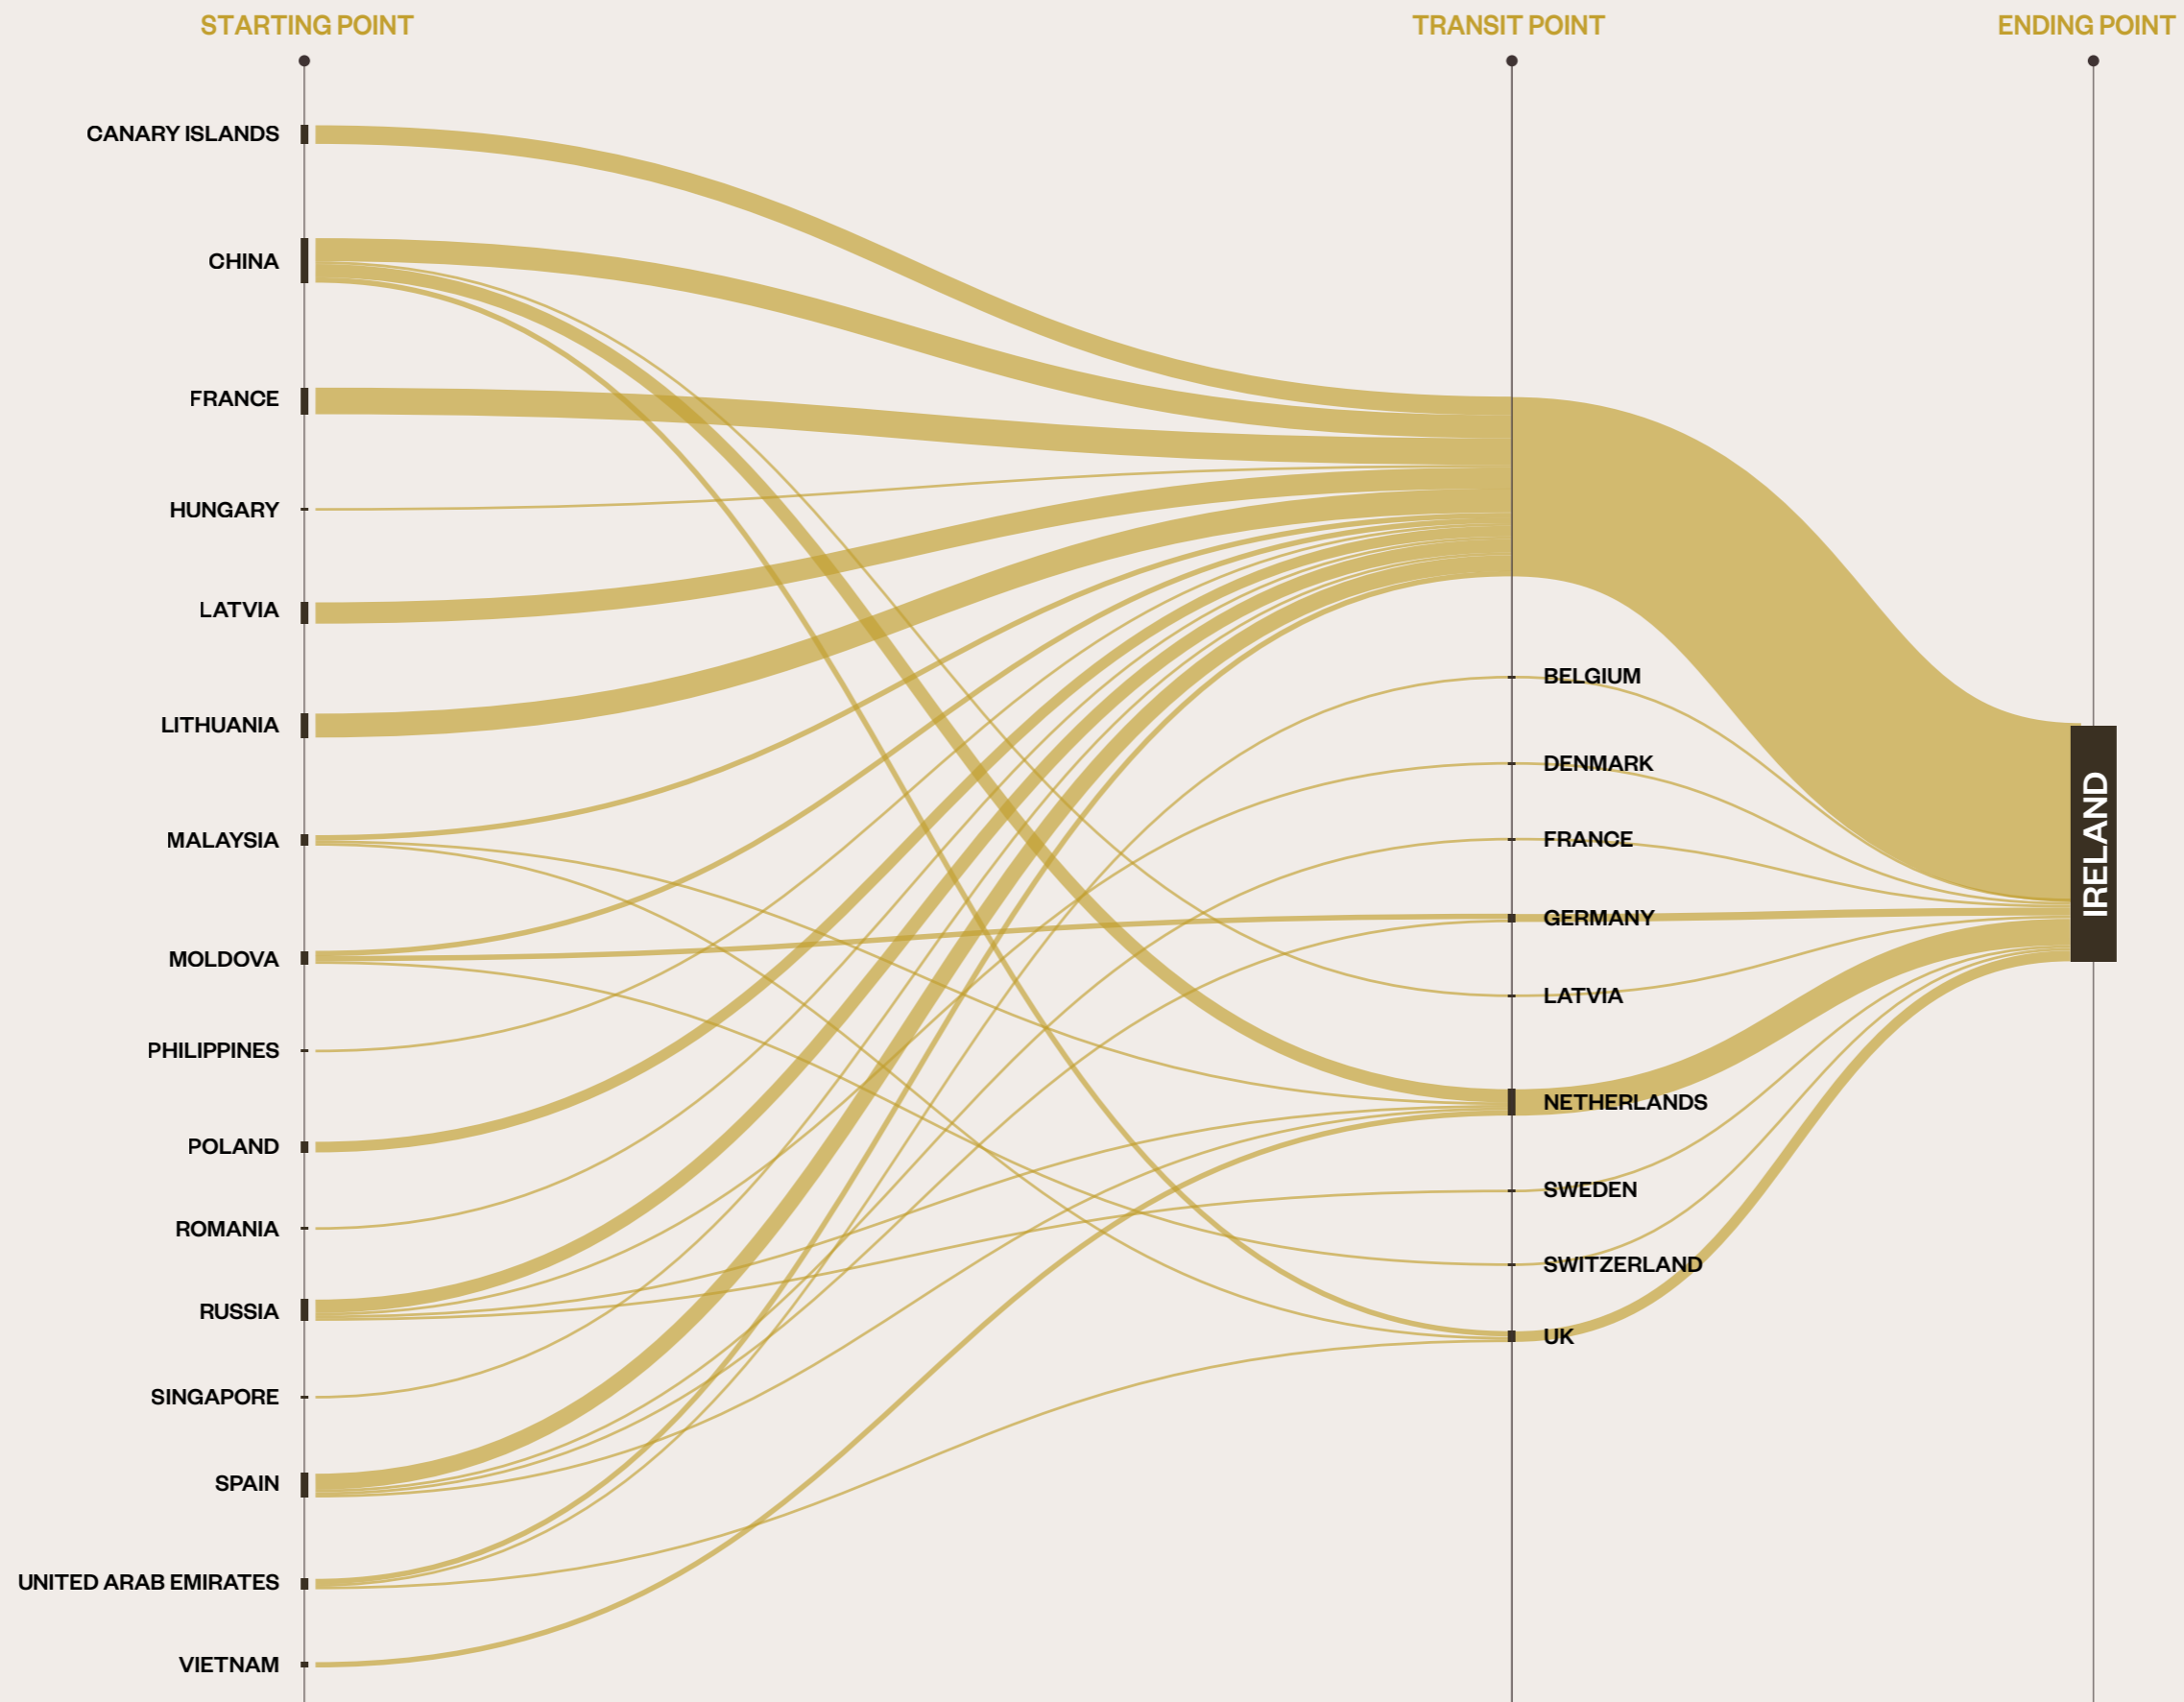 STARTING POINT
TRANSIT POINT
ENDING POINT
CANARY ISLANDS
CHINA
FRANCE
HUNGARY
LATVIA
LITHUANIA
MALAYSIA
MOLDOVA
PHILIPPINES
POLAND
ROMANIA
RUSSIA
SINGAPORE
SPAIN
UNITED ARAB EMIRATES
VIETNAM
BELGIUM
DENMARK
FRANCE
GERMANY
LATVIA
NETHERLANDS
SWEDEN
SWITZERLAND
UK
IRELAND